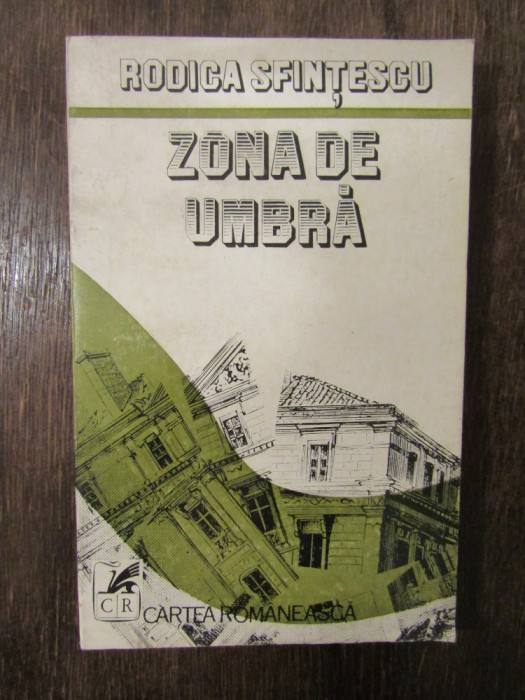 RODICA SFINȚESCU
ZONA DE
UMBRĂ
CR
CARTEA ROMÂNEASCĂ